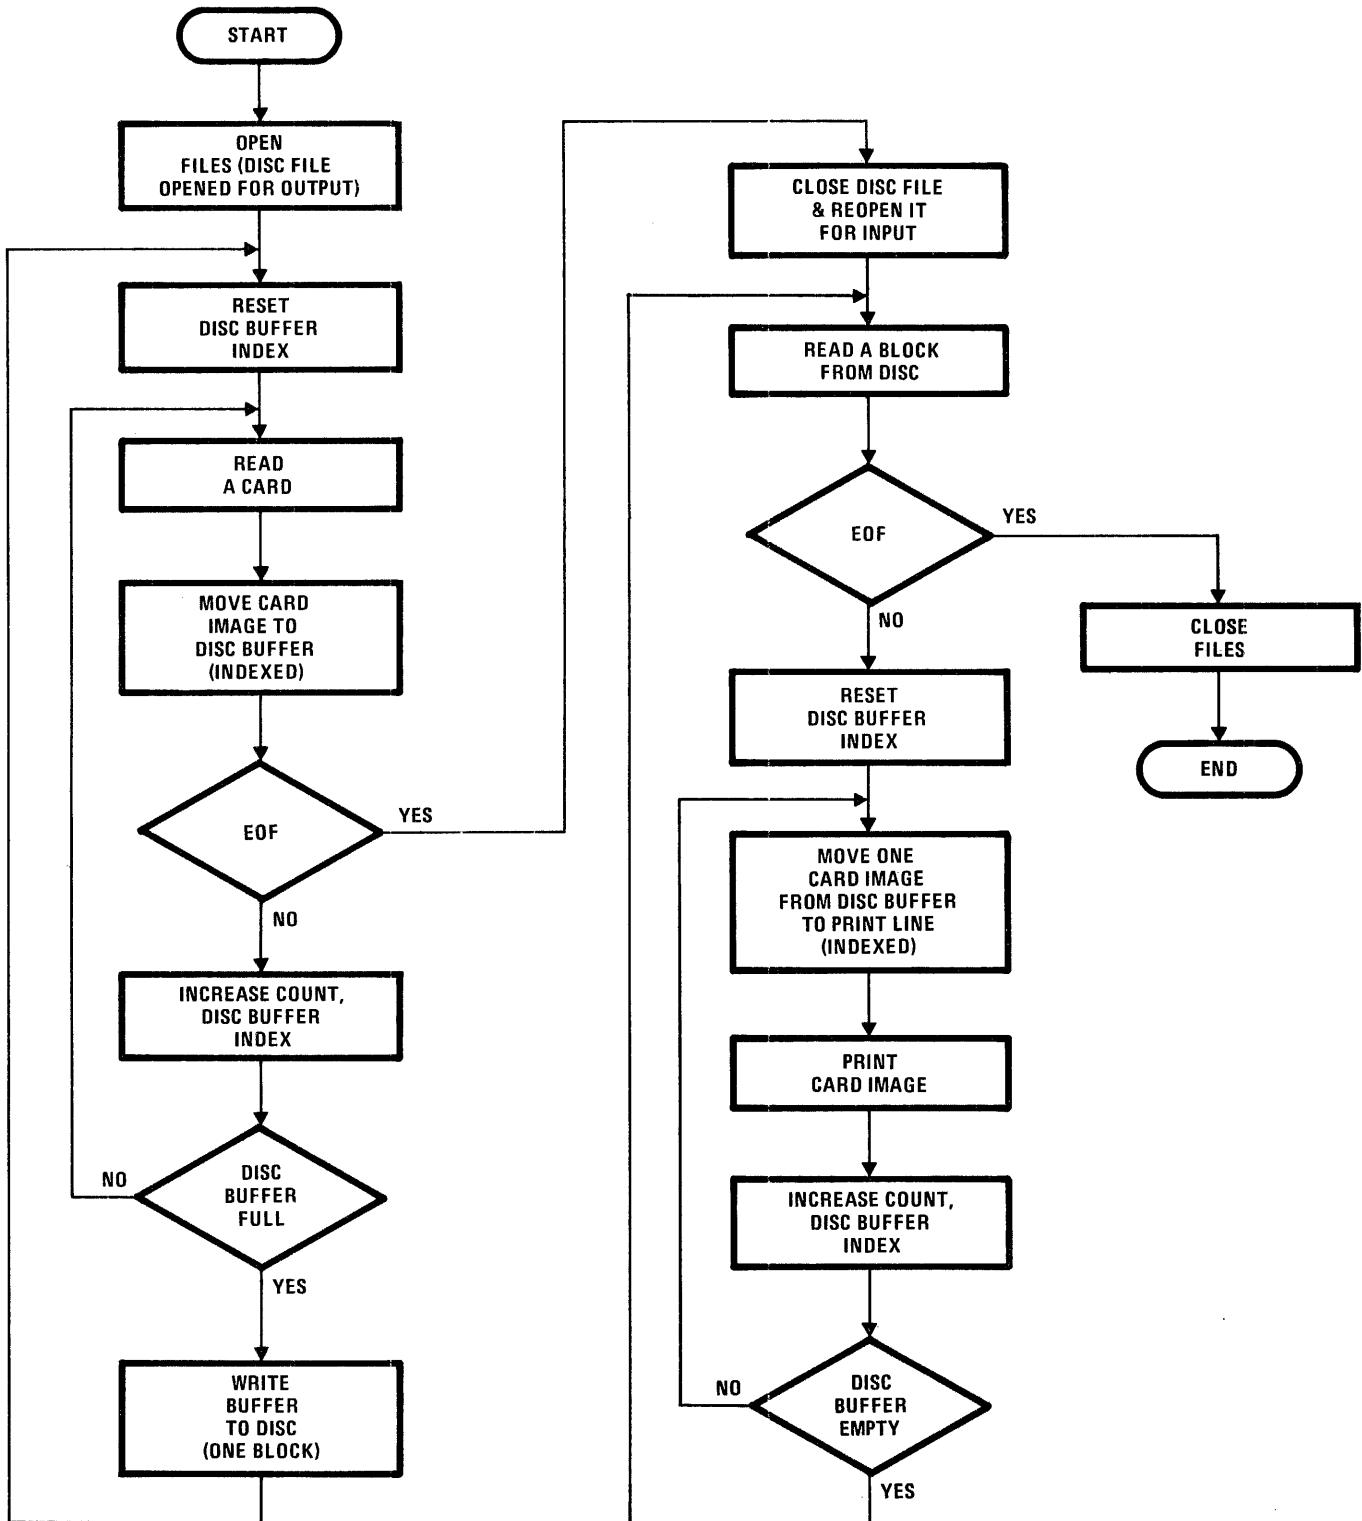 START
OPEN
FILES (DISC FILE
OPENED FOR OUTPUT)
RESET
DISC BUFFER
INDEX
READ
A CARD
MOVE CARD
IMAGE TO
DISC BUFFER
(INDEXED)
EOF
YES
NO
INCREASE COUNT,
DISC BUFFER
INDEX
DISC
BUFFER
FULL
NO
YES
WRITE
BUFFER
TO DISC
(ONE BLOCK)
CLOSE DISC FILE
& REOPEN IT
FOR INPUT
READ A BLOCK
FROM DISC
EOF
YES
NO
RESET
DISC BUFFER
INDEX
MOVE ONE
CARD IMAGE
FROM DISC BUFFER
TO PRINT LINE
(INDEXED)
PRINT
CARD IMAGE
INCREASE COUNT,
DISC BUFFER
INDEX
DISC
BUFFER
EMPTY
NO
YES
CLOSE
FILES
END